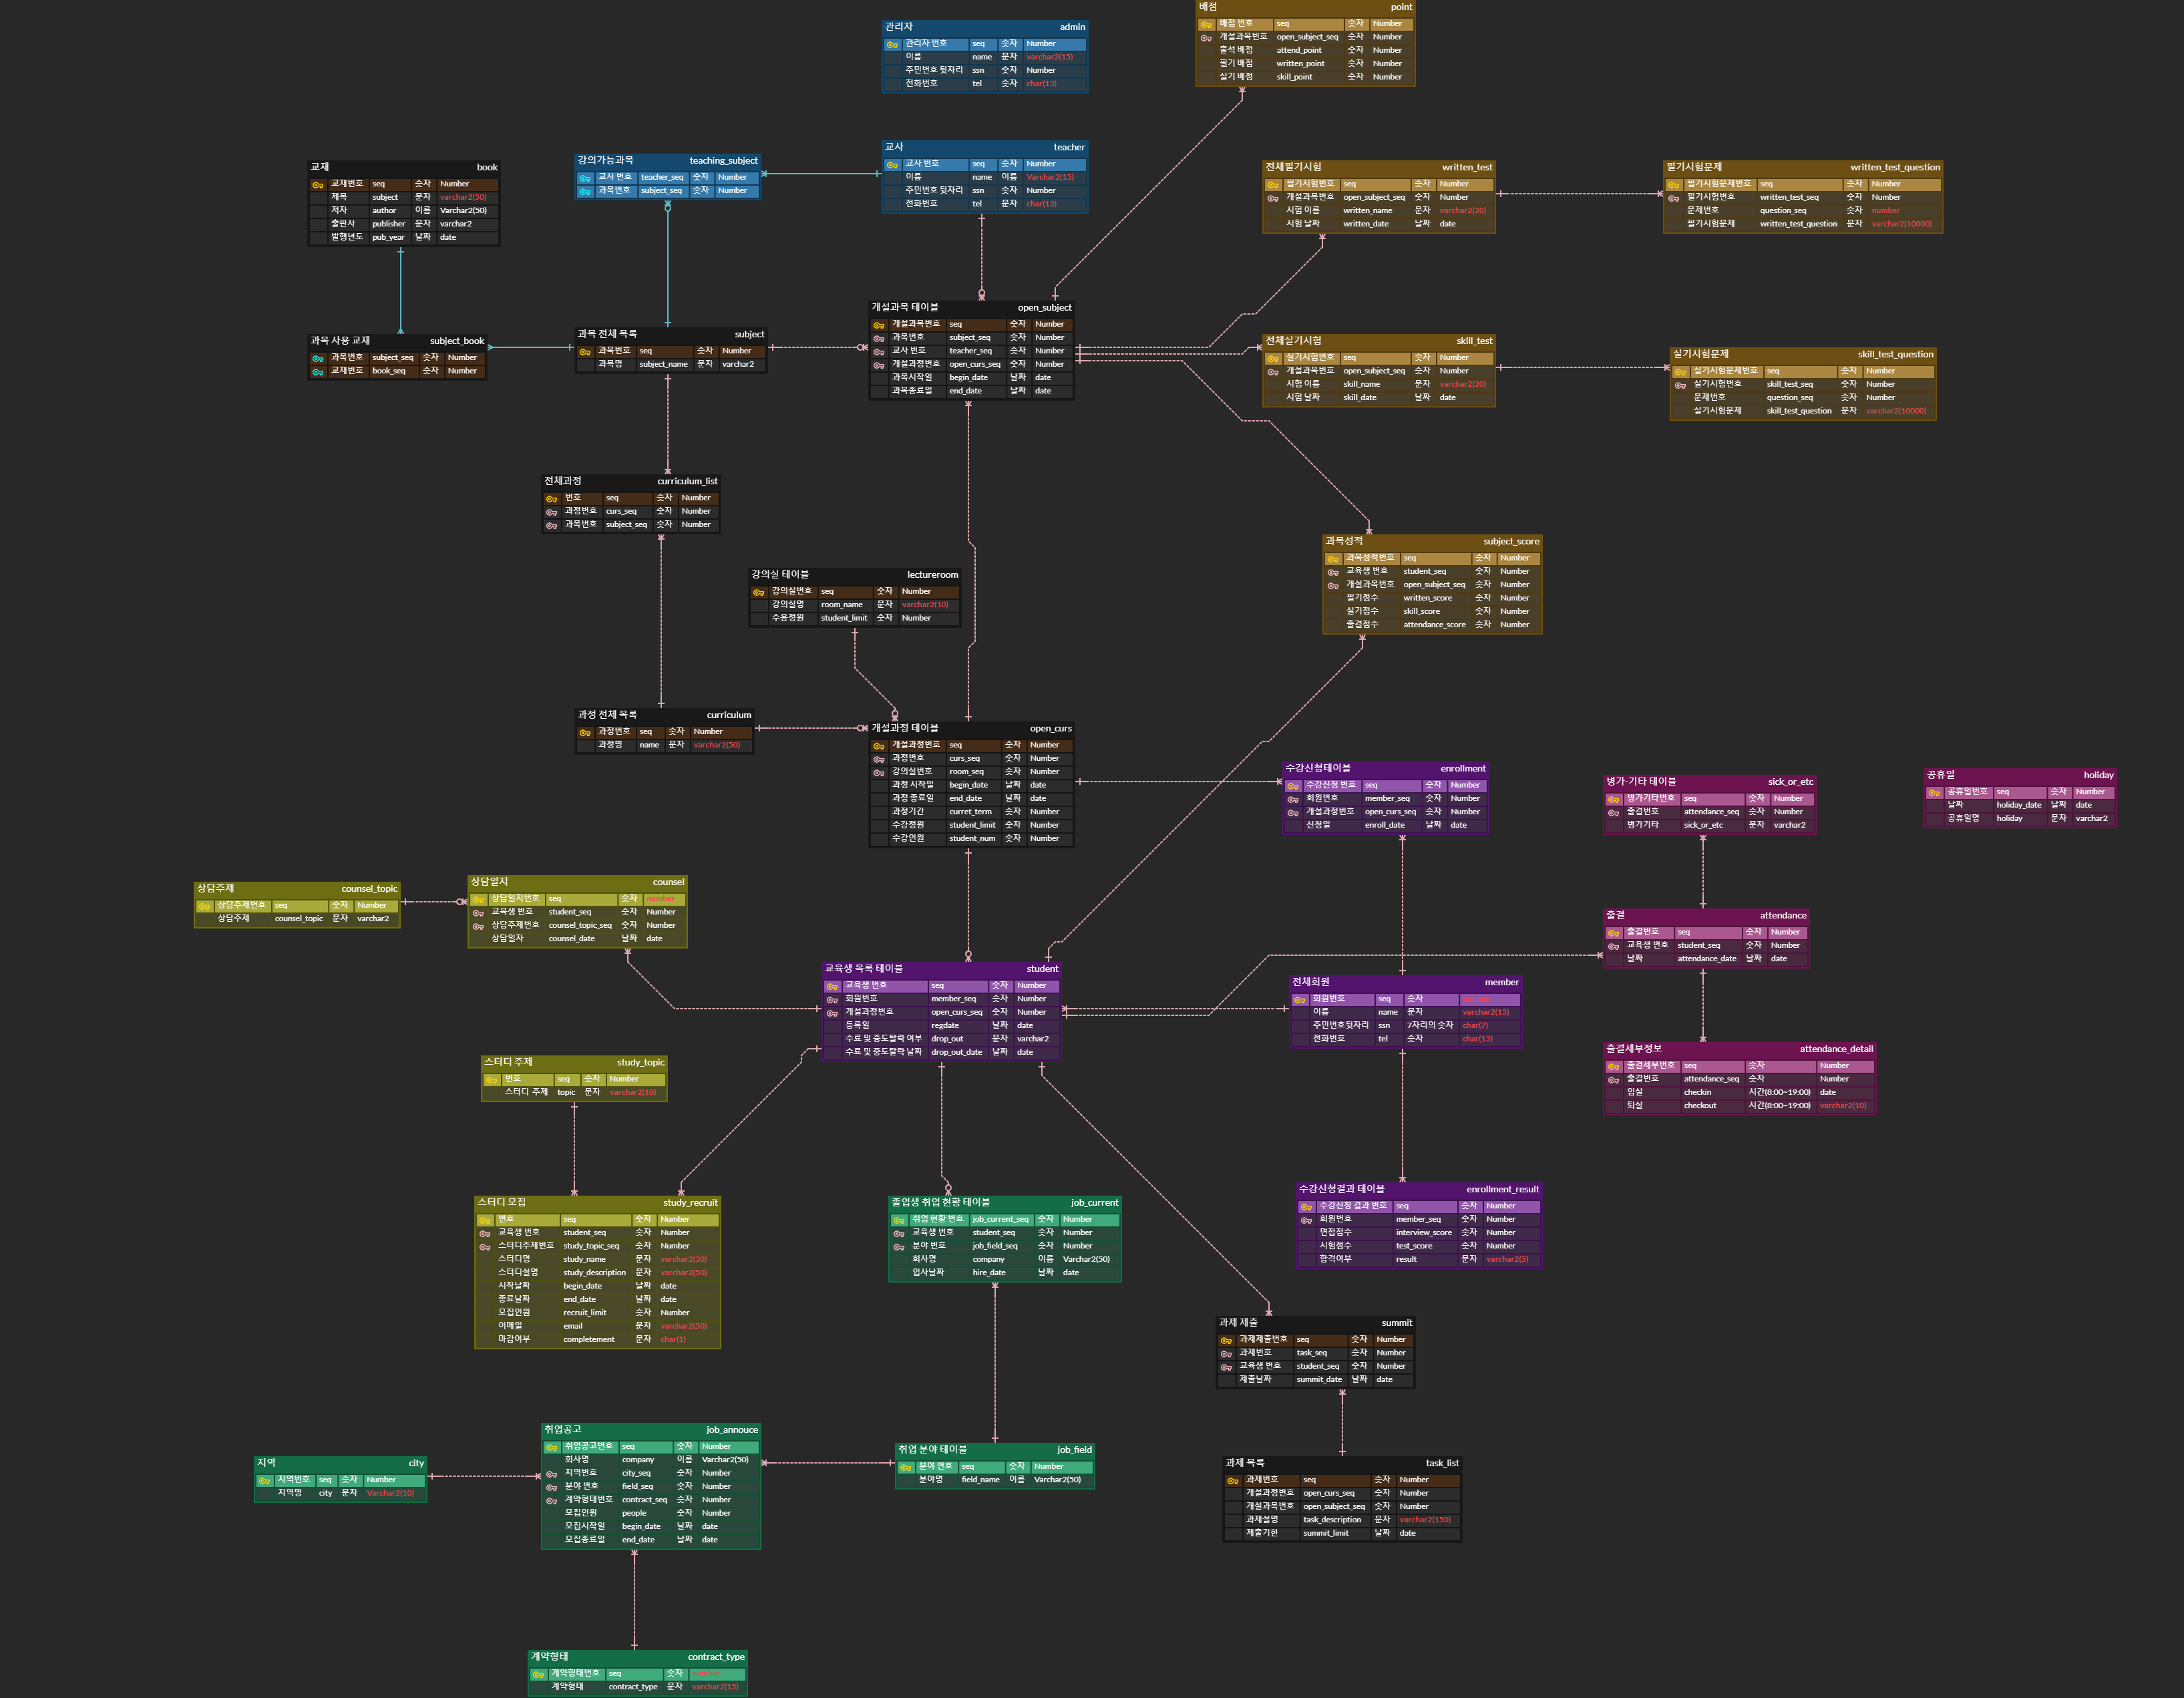 관리자 admin
관리자 번호 seq 숫자 Number
이름 name 문자 varchar2(15)
주민번호 뒷자리 ssn 숫자 Number
전화번호 tel 숫자 char(13)
배점 point
배점 번호 seq 숫자 Number
개설과목번호 open_subject_seq 숫자 Number
출석 배점 attend_point 숫자 Number
필기 배점 written_point 숫자 Number
실기 배점 skill_point 숫자 Number
교재 book
교재번호 seq 숫자 Number
제목 subject 문자 varchar2(50)
저자 author 이름 Varchar2(50)
출판사 publisher 문자 varchar2
발행년도 pub_year 날짜 date
강의가능과목 teaching_subject
교사 번호 teacher_seq 숫자 Number
과목번호 subject_seq 숫자 Number
교사 teacher
교사 번호 seq 숫자 Number
이름 name 이름 Varchar2(15)
주민번호 뒷자리 ssn 숫자 Number
전화번호 tel 문자 char(13)
전체필기시험 written_test
필기시험번호 seq 숫자 Number
개설과목번호 open_subject_seq 숫자 Number
시험 이름 written_name 문자 varchar2(20)
시험 날짜 written_date 날짜 date
필기시험문제 written_test_question
필기시험문제번호 seq 숫자 Number
필기시험번호 written_test_seq 숫자 Number
문제번호 question_seq 숫자 number
필기시험문제 written_test_question 문자 varchar2(10000)
과목 사용 교재 subject_book
과목번호 subject_seq 숫자 Number
교재번호 book_seq 숫자 Number
과목 전체 목록 subject
과목번호 seq 숫자 Number
과목명 subject_name 문자 varchar2
개설과목 테이블 open_subject
개설과목번호 seq 숫자 Number
과목번호 subject_seq 숫자 Number
교사 번호 teacher_seq 숫자 Number
개설과정번호 open_curs_seq 숫자 Number
과목시작일 begin_date 날짜 date
과목종료일 end_date 날짜 date
전체실기시험 skill_test
실기시험번호 seq 숫자 Number
개설과목번호 open_subject_seq 숫자 Number
시험 이름 skill_name 문자 varchar2(20)
시험 날짜 skill_date 날짜 date
실기시험문제 skill_test_question
실기시험문제번호 seq 숫자 Number
실기시험번호 skill_test_seq 숫자 Number
문제번호 question_seq 숫자 Number
실기시험문제 skill_test_question 문자 varchar2(10000)
전체과정 curriculum_list
번호 seq 숫자 Number
과정번호 curs_seq 숫자 Number
과목번호 subject_seq 숫자 Number
강의실 테이블 lectureroom
강의실번호 seq 숫자 Number
강의실명 room_name 문자 varchar2(10)
수용정원 student_limit 숫자 Number
과목성적 subject_score
과목성적번호 seq 숫자 Number
교육생 번호 student_seq 숫자 Number
개설과목번호 open_subject_seq 숫자 Number
필기점수 written_score 숫자 Number
실기점수 skill_score 숫자 Number
출결점수 attendance_score 숫자 Number
과정 전체 목록 curriculum
과정번호 seq 숫자 Number
과정명 name 문자 varchar2(50)
개설과정 테이블 open_curs
개설과정번호 seq 숫자 Number
과정번호 curs_seq 숫자 Number
강의실번호 room_seq 숫자 Number
과정 시작일 begin_date 날짜 date
과정 종료일 end_date 날짜 date
과정기간 curret_term 숫자 Number
수강정원 student_limit 숫자 Number
수강인원 student_num 숫자 Number
수강신청테이블 enrollment
수강신청 번호 seq 숫자 Number
회원번호 member_seq 숫자 Number
개설과정번호 open_curs_seq 숫자 Number
신청일 enroll_date 날짜 date
병가-기타 테이블 sick_or_etc
병가기타번호 seq 숫자 Number
출결번호 attendance_seq 숫자 Number
병가기타 sick_or_etc 문자 varchar2
공휴일 holiday
공휴일번호 seq 숫자 Number
날짜 holiday_date 날짜 date
공휴일명 holiday 문자 varchar2
상담주제 counsel_topic
상담주제번호 seq 숫자 Number
상담주제 counsel_topic 문자 varchar2
상담일지 counsel
상담일지번호 seq 숫자 number
교육생 번호 student_seq 숫자 Number
상담주제번호 counsel_topic_seq 숫자 Number
상담일자 counsel_date 날짜 date
출결 attendance
출결번호 seq 숫자 Number
교육생 번호 student_seq 숫자 Number
날짜 attendance_date 날짜 date
교육생 목록 테이블 student
교육생 번호 seq 숫자 Number
회원번호 member_seq 숫자 Number
개설과정번호 open_curs_seq 숫자 Number
등록일 regdate 날짜 date
수료 및 중도탈락 여부 drop_out 문자 varchar2
수료 및 중도탈락 날짜 drop_out_date 날짜 date
전체회원 member
회원번호 seq 숫자
이름 name 문자 varchar2(15)
주민번호뒷자리 ssn 7자리의 숫자 char(7)
전화번호 tel 숫자 char(13)
스터디 주제 study_topic
번호 seq 숫자 Number
스터디 주제 topic 문자 varchar2(10)
출결세부정보 attendance_detail
출결세부번호 seq 숫자 Number
출결번호 attendance_seq 숫자 Number
입실 checkin 시간(8:00~19:00) date
퇴실 checkout 시간(8:00~19:00) varchar2(10)
스터디 모집 study_recruit
번호 seq 숫자 Number
교육생 번호 student_seq 숫자 Number
스터디주제번호 study_topic_seq 숫자 Number
스터디명 study_name 문자 varchar2(30)
스터디설명 study_description 문자 varchar2(50)
시작날짜 begin_date 날짜 date
종료날짜 end_date 날짜 date
모집인원 recruit_limit 숫자 Number
이메일 email 문자 varchar2(50)
마감여부 completement 문자 char(1)
졸업생 취업 현황 테이블 job_current
취업 현황 번호 job_current_seq 숫자 Number
교육생 번호 student_seq 숫자 Number
분야 번호 job_field_seq 숫자 Number
회사명 company 이름 Varchar2(50)
입사날짜 hire_date 날짜 date
수강신청결과 테이블 enrollment_result
수강신청 결과 번호 seq 숫자 Number
회원번호 member_seq 숫자 Number
면접점수 interview_score 숫자 Number
시험점수 test_score 숫자 Number
합격여부 result 문자 varchar2(5)
과제 제출 summit
과제제출번호 seq 숫자 Number
과제번호 task_seq 숫자 Number
교육생 번호 student_seq 숫자 Number
제출날짜 summit_date 날짜 date
취업공고 job_annouce
취업공고번호 seq 숫자 Number
회사명 company 이름 Varchar2(50)
지역번호 city_seq 숫자 Number
분야 번호 field_seq 숫자 Number
계약형태번호 contract_seq 숫자 Number
모집인원 people 숫자 Number
모집시작일 begin_date 날짜 date
모집종료일 end_date 날짜 date
지역 city
지역번호 seq 숫자 Number
지역명 city 문자 Varchar2(10)
취업 분야 테이블 job_field
분야 번호 seq 숫자 Number
분야명 field_name 이름 Varchar2(50)
과제 목록 task_list
과제번호 seq 숫자 Number
개설과정번호 open_curs_seq 숫자 Number
개설과목번호 open_subject_seq 숫자 Number
과제설명 task_description 문자 varchar2(150)
제출기한 summit_limit 날짜 date
계약형태 contract_type
계약형태번호 seq 숫자
계약형태 contract_type 문자 varchar2(15)